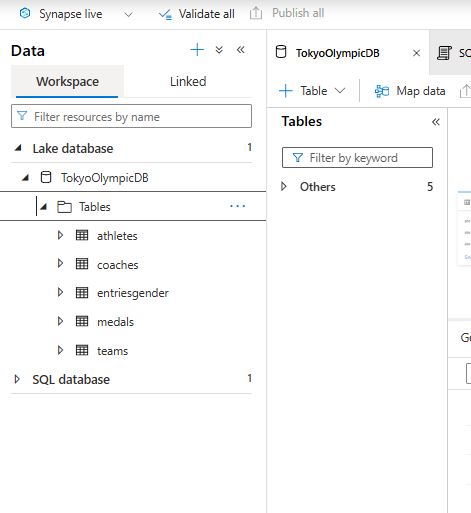 Synapse live
Validate all
Publish all
Data
Workspace
Linked
Filter resources by name
Lake database 1
TokyoOlympicDB
Tables
athletes
coaches
entriesgender
medals
teams
SQL database 1
TokyoOlympicDB
SQ
Table
Map data
Tables
Filter by keyword
Others 5
Ge